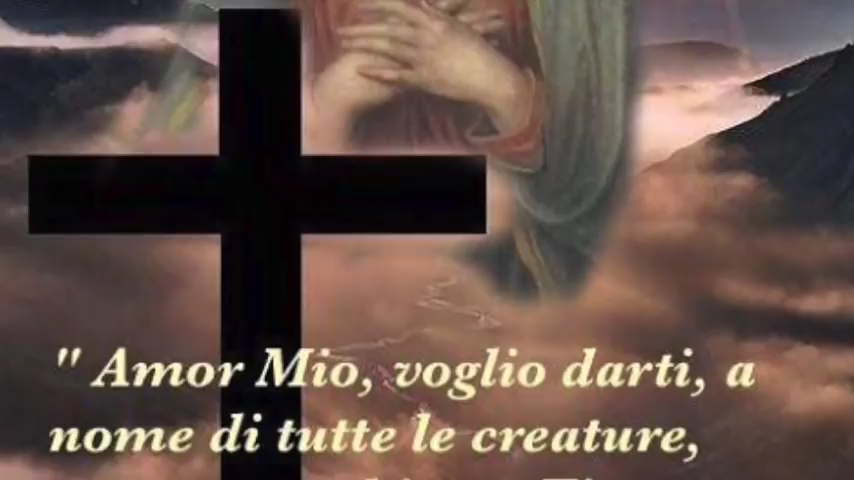 " Amor Mio, voglio darti, a
nome di tutte le creature,